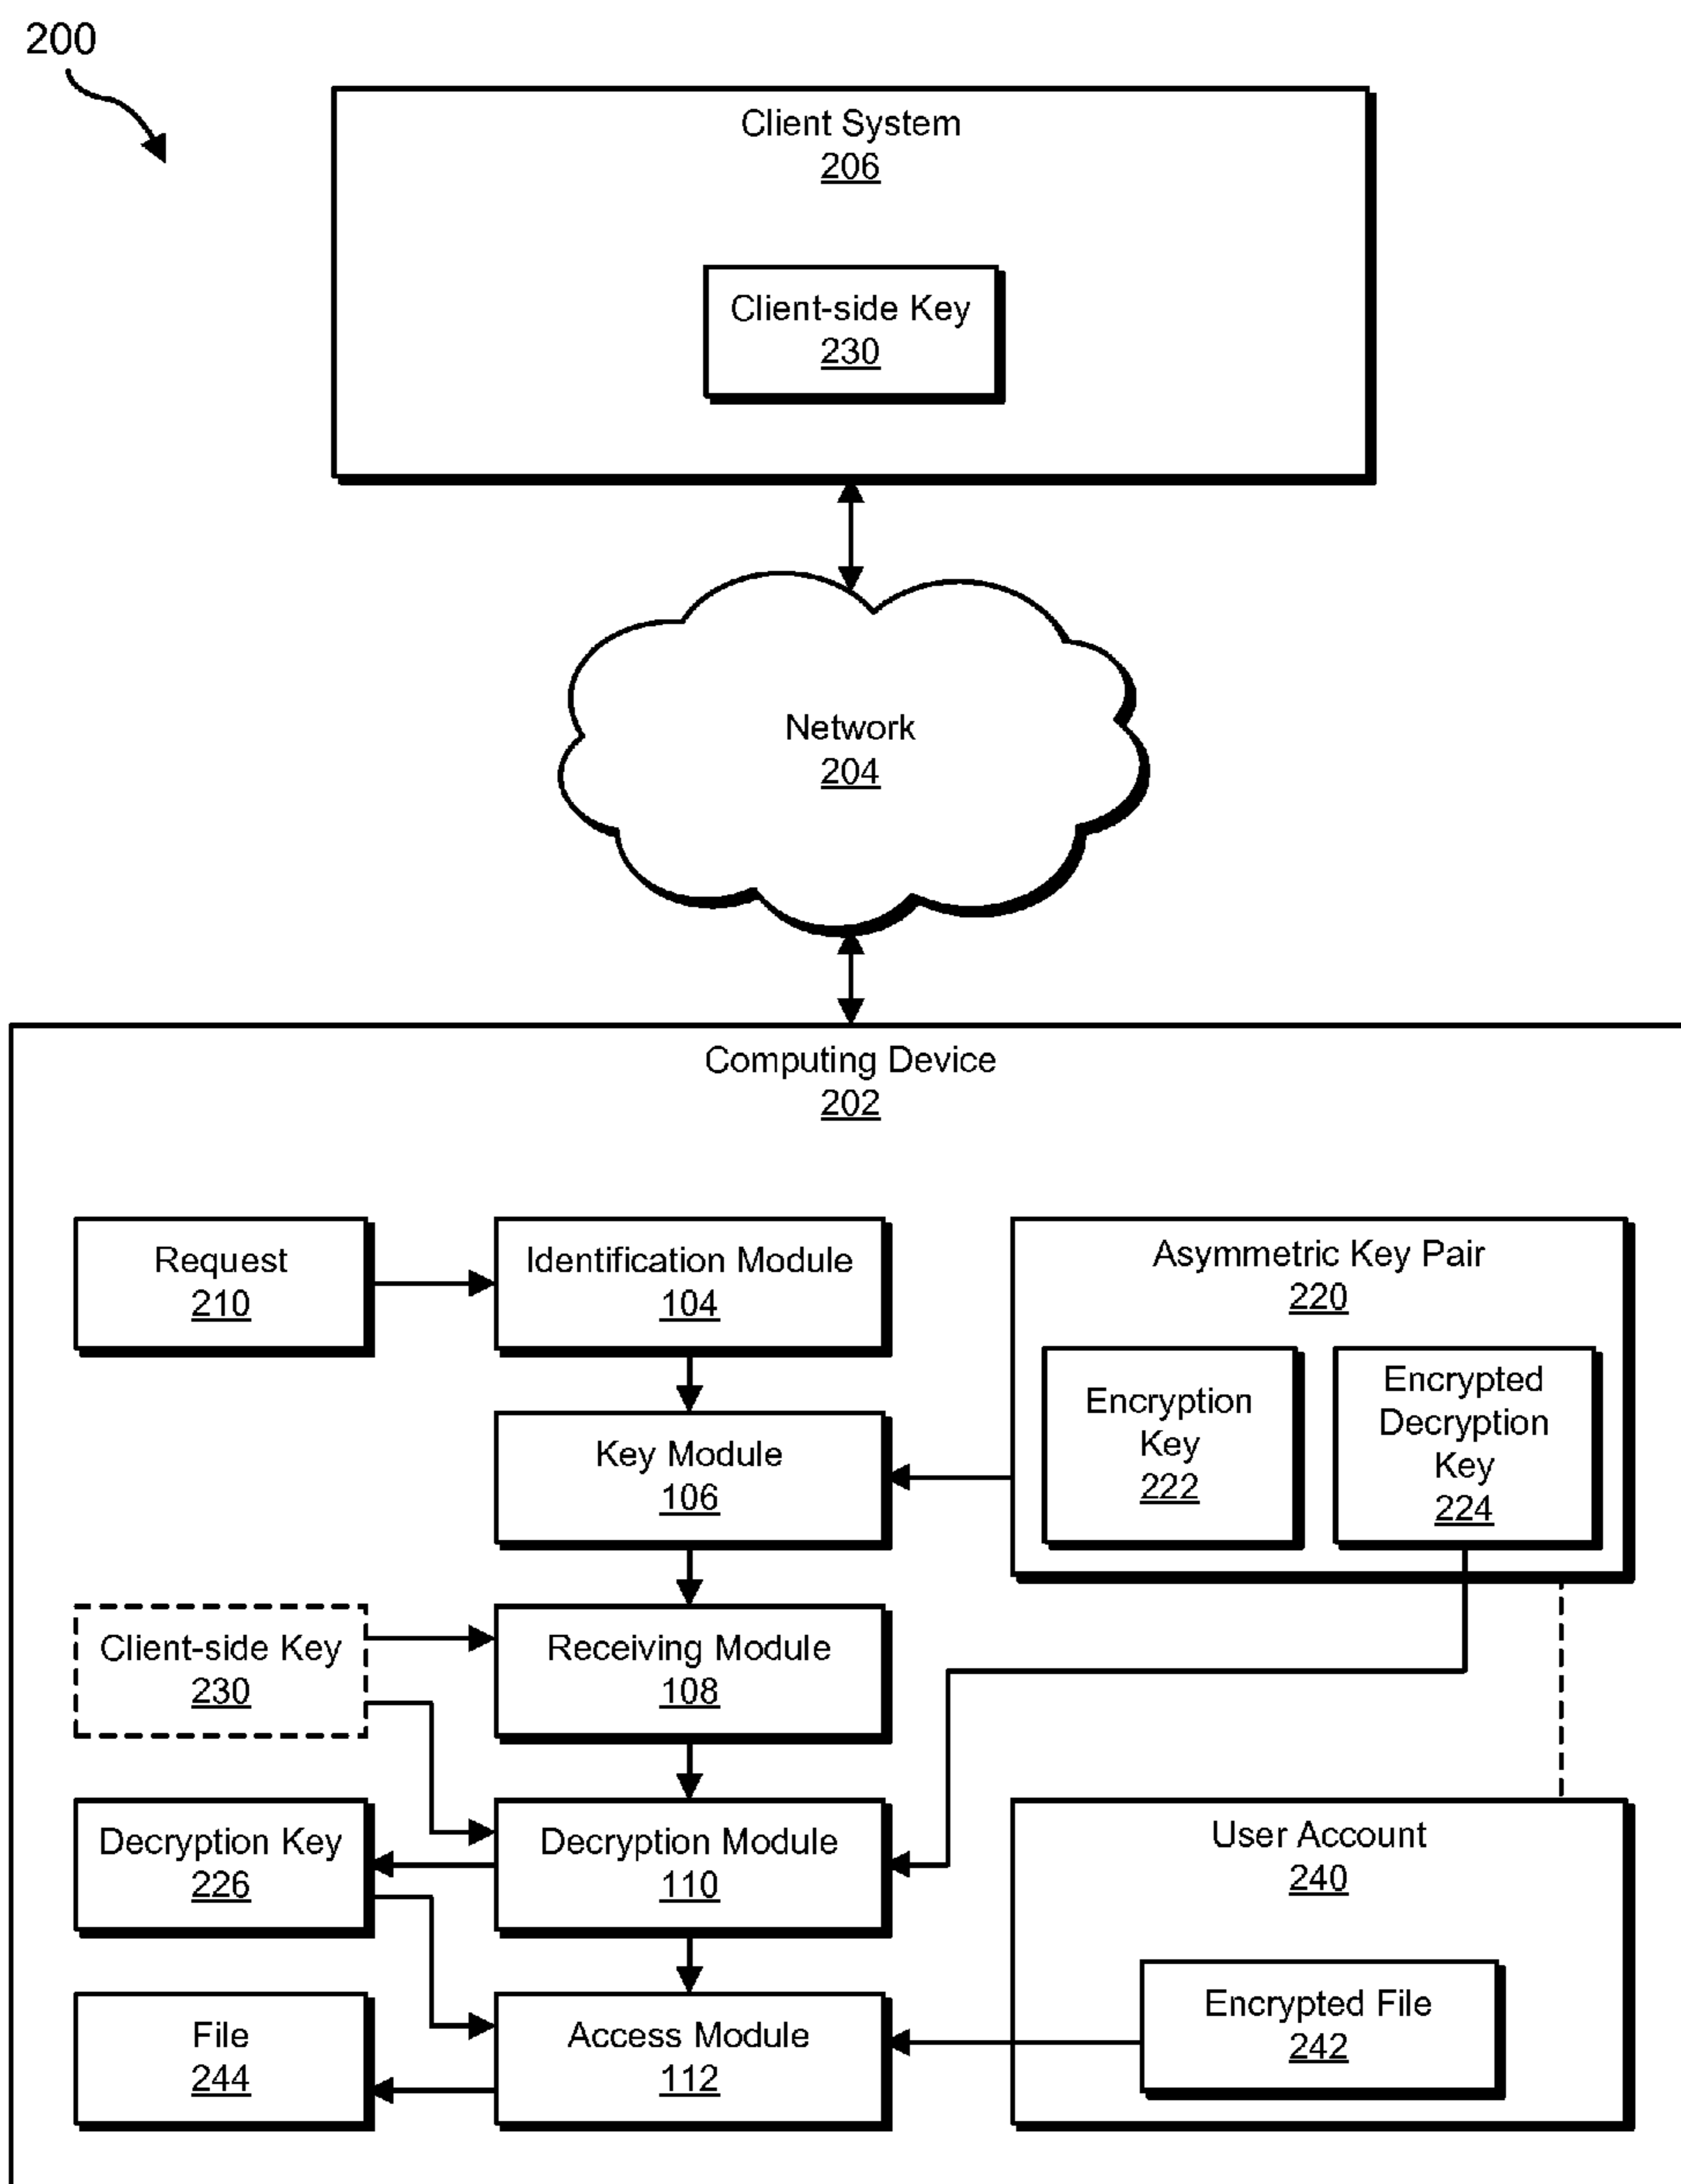 200
Client System
206
Client-side Key
230
Network
204
Computing Device
202
Request
210
Identification Module
104
Asymmetric Key Pair
220
Encryption
Key
222
Encrypted
Decryption
Key
224
Key Module
106
Client-side Key
230
Receiving Module
108
Decryption Key
226
Decryption Module
110
User Account
240
File
244
Access Module
112
Encrypted File
242